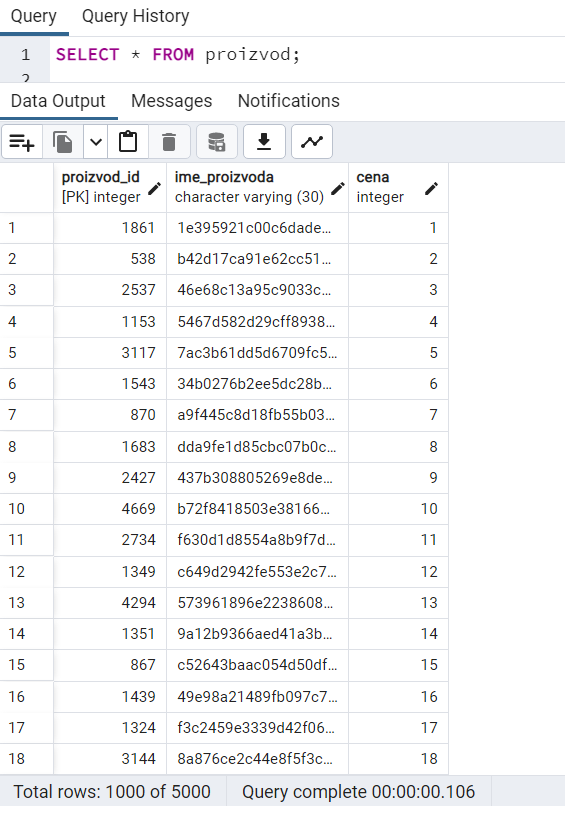 Query Query History
1 SELECT * FROM proizvod;
2
Data Output Messages Notifications
proizvod_id ime_proizvoda cena
[PK] integer character varying (30) integer
1 1861 1e395921c00c6dade… 1
2 538 b42d17ca91e62cc51… 2
3 2537 46e68c13a95c9033c… 3
4 1153 5467d582d29cff8938… 4
5 3117 7ac3b61dd5d6709fc5… 5
6 1543 34b0276b2ee5dc28b… 6
7 870 a9f445c8d18fb55b03… 7
8 1683 dda9fe1d85cbc07b0c… 8
9 2427 437b308805269e8de… 9
10 4669 b72f8418503e38166… 10
11 2734 f630d1d8554a8b9f7d… 11
12 1349 c649d2942fe553e2c7… 12
13 4294 573961896e2238608… 13
14 1351 9a12b9366aed41a3b… 14
15 867 c52643baac054d50df… 15
16 1439 49e98a21489fb097c7… 16
17 1324 f3c2459e3339d42f06… 17
18 3144 8a876ce2c44e8f5f3c… 18
Total rows: 1000 of 5000 Query complete 00:00:00.106